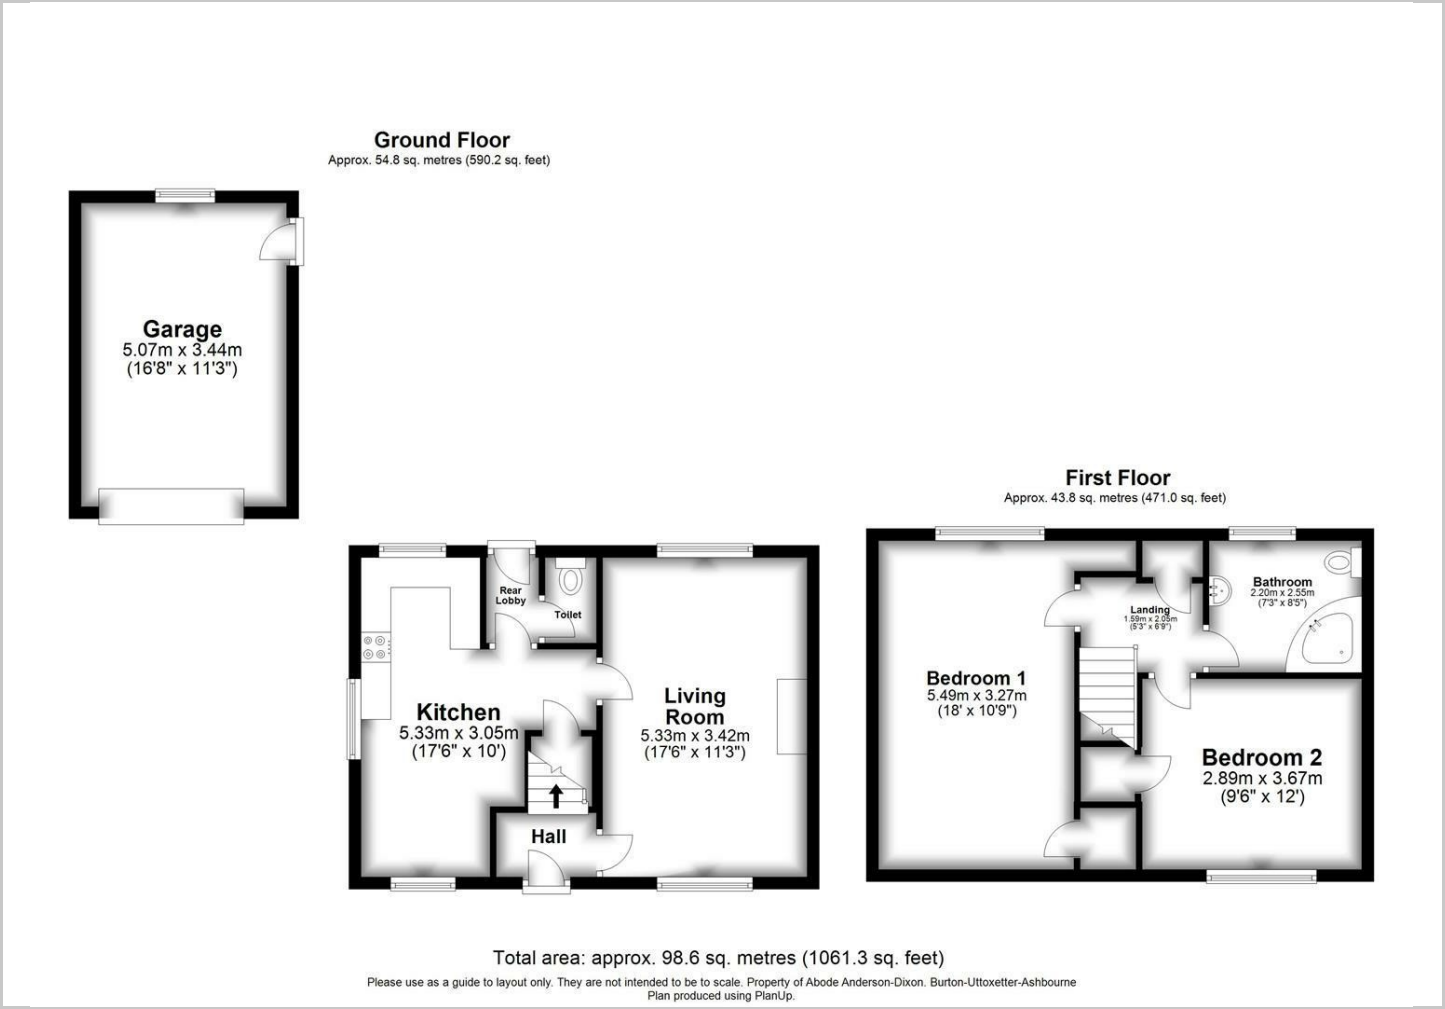 Ground Floor
Approx. 54.8 sq. metres (590.2 sq. feet)
Garage
5.07m x 3.44m
(16'8" x 11'3")
First Floor
Approx. 43.8 sq. metres (471.0 sq. feet)
Rear
Lobby
Toilet
Kitchen
5.33m x 3.05m
(17'6" x 10')
Living
Room
5.33m x 3.42m
(17'6" x 11'3")
Hall
Bedroom 1
5.49m x 3.27m
(18' x 10'9")
Landing
1.59m x 2.05m
(5'3" x 6'9")
Bathroom
2.20m x 2.55m
(7'3" x 8'5")
Bedroom 2
2.89m x 3.67m
(9'6" x 12')
Total area: approx. 98.6 sq. metres (1061.3 sq. feet)
Please use as a guide to layout only. They are not intended to be to scale. Property of Abode Anderson-Dixon. Burton-Uttoxetter-Ashbourne
Plan produced using PlanUp.